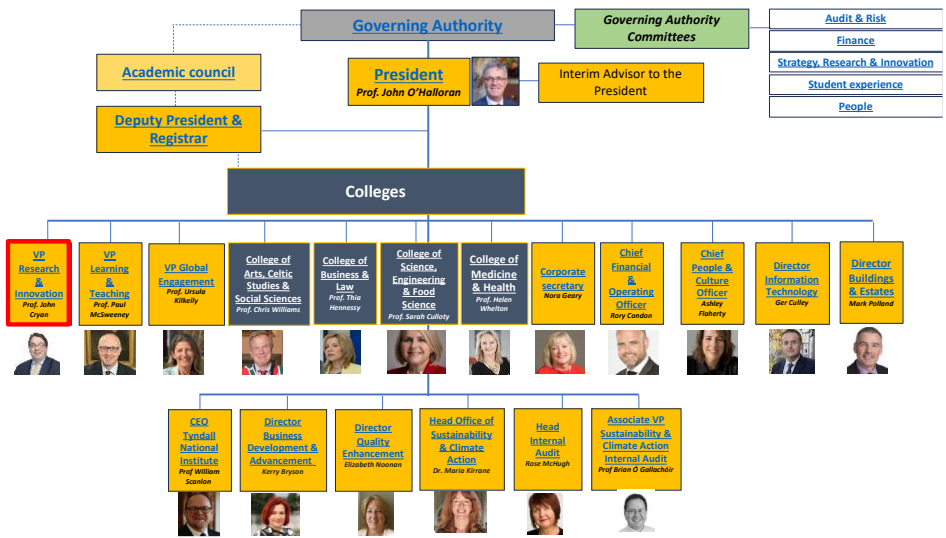 Governing Authority
Governing Authority
Committees
Audit & Risk
Finance
Strategy, Research & Innovation
Student experience
People
Academic council
President
Prof. John O'Halloran
Interim Advisor to the
President
Deputy President &
Registrar
Colleges
VP
Research
&
Innovation
Prof. John
Cryan
VP
Learning
&
Teaching
Prof. Paul
McSweeney
VP Global
Engagement
Prof. Ursula
Kilkelly
College of
Arts, Celtic
Studies &
Social Sciences
Prof. Chris Williams
College of
Business &
Law
Prof. Thia
Hennessy
College of
Science,
Engineering
& Food
Science
Prof. Sarah Culloty
College of
Medicine
& Health
Prof. Helen
Whelton
Corporate
secretary
Nora Geary
Chief
Financial
&
Operating
Officer
Rory Condon
Chief
People &
Culture
Officer
Ashley
Flaherty
Director
Information
Technology
Ger Culley
Director
Buildings
& Estates
Mark Polland
CEO
Tyndall
National
Institute
Prof William
Scanlon
Director
Business
Development &
Advancement
Kerry Bryson
Director
Quality
Enhancement
Elizabeth Noonan
Head Office of
Sustainability
& Climate
Action
Dr. Maria Kirrane
Head
Internal
Audit
Rose McHugh
Associate VP
Sustainability &
Climate Action
Internal Audit
Prof Brian Ó Gallachóir